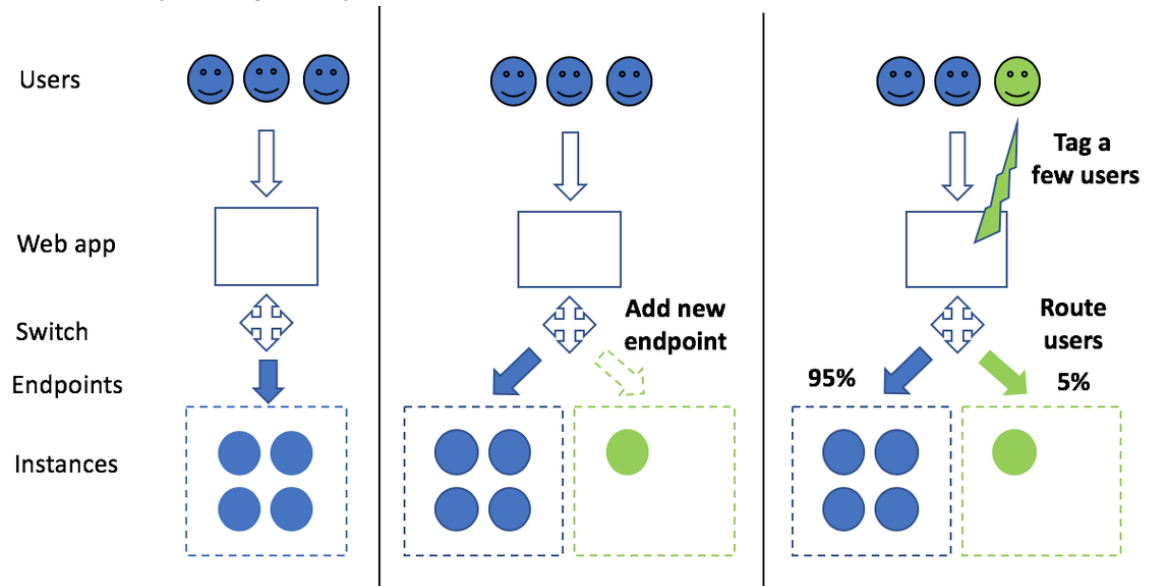 Users
Web app
Switch
Endpoints
Instances
Add new
endpoint
Tag a
few users
Route
users
95%
5%